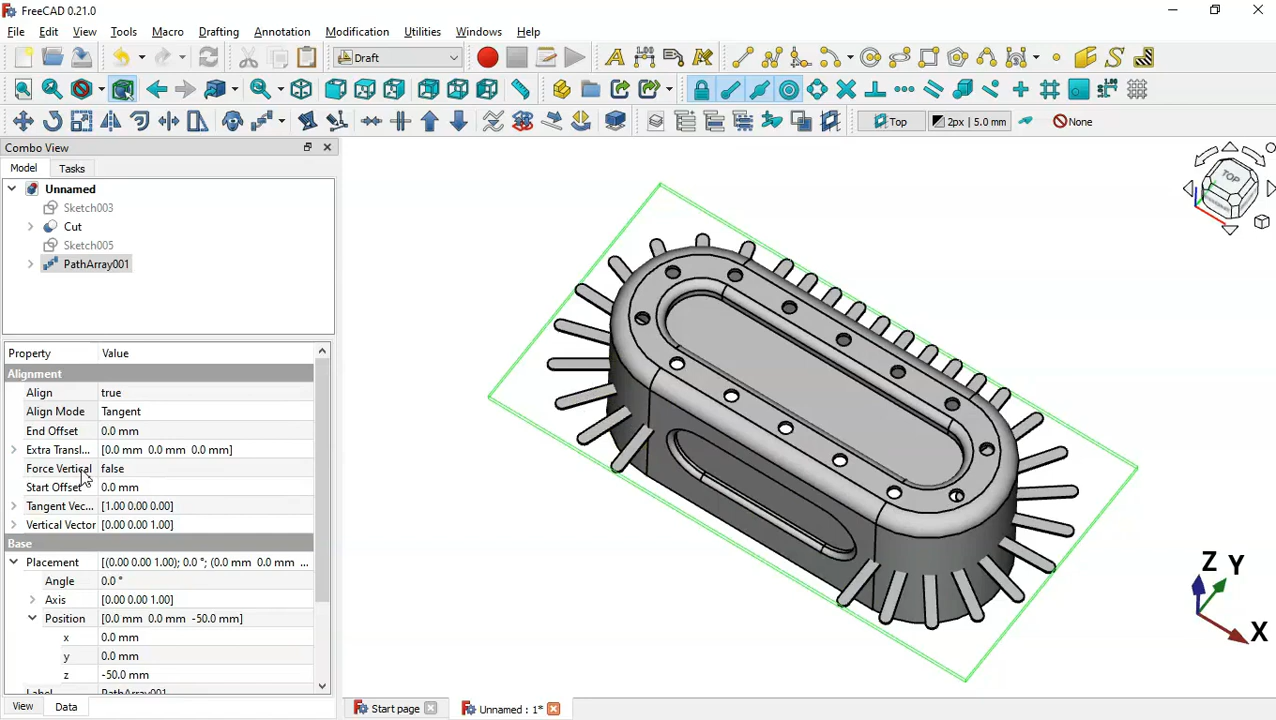 FreeCAD 0.21.0
File Edit View Tools Macro Drafting Annotation Modification Utilities Windows Help
Draft
Top 2px | 5.0 mm None
Combo View
Model Tasks
Unnamed
Sketch003
Cut
Sketch005
PathArray001
Property Value
Alignment
Align true
Align Mode Tangent
End Offset 0.0 mm
Extra Transl... [0.0 mm 0.0 mm 0.0 mm]
Force Vertical false
Start Offset 0.0 mm
Tangent Vec... [1.00 0.00 0.00]
Vertical Vector [0.00 0.00 1.00]
Base
Placement [(0.00 0.00 1.00); 0.0 °; (0.0 mm 0.0 mm ...
Angle 0.0 °
Axis [0.00 0.00 1.00]
Position [0.0 mm 0.0 mm -50.0 mm]
x 0.0 mm
y 0.0 mm
z -50.0 mm
Label PathArray001
View Data
TOP
Z Y
X
Start page Unnamed : 1*